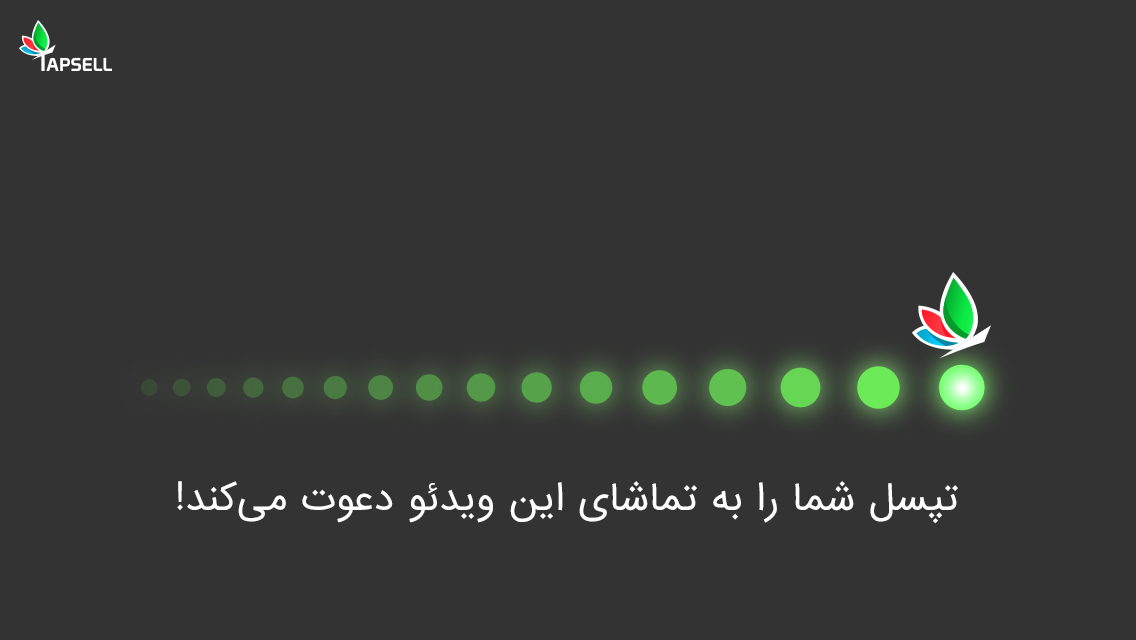 TAPSELL
تپسل شما را به تماشای این ویدئو دعوت می‌کند!